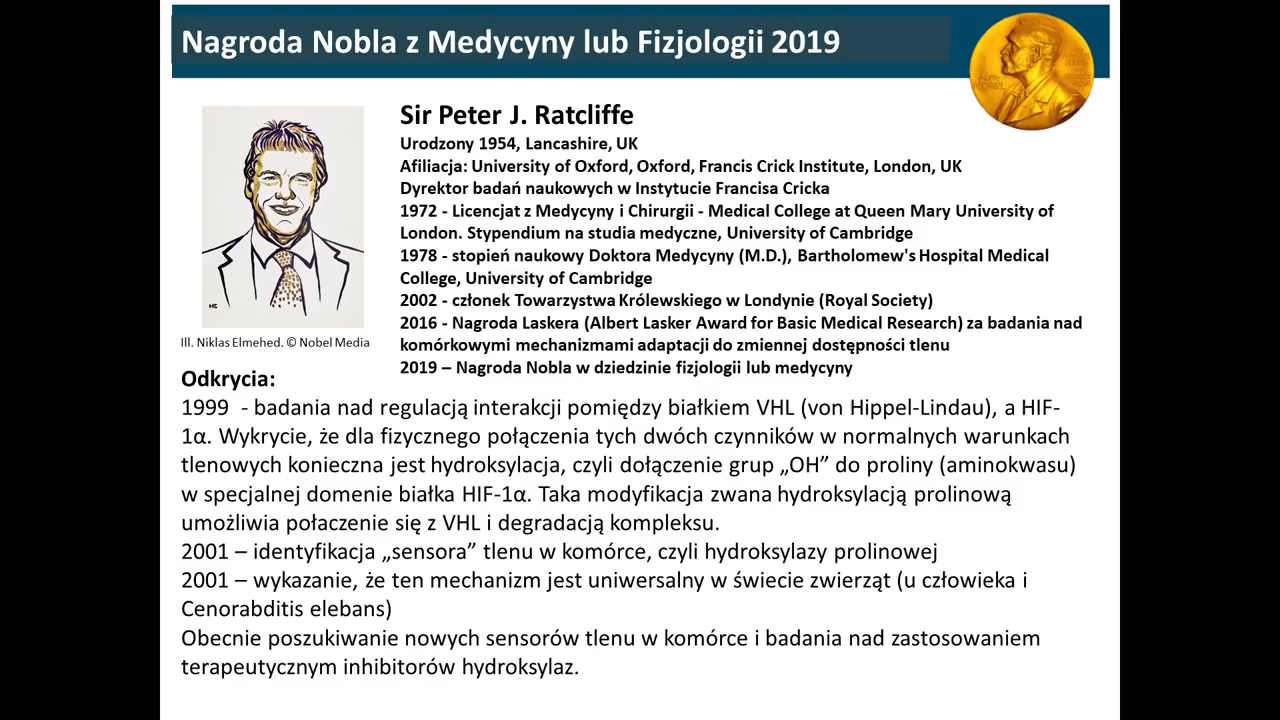 Nagroda Nobla z Medycyny lub Fizjologii 2019
Sir Peter J. Ratcliffe
Urodzony 1954, Lancashire, UK
Afiliacja: University of Oxford, Oxford, Francis Crick Institute, London, UK
Dyrektor badań naukowych w Instytucie Francisa Cricka
1972 - Licencjat z Medycyny i Chirurgii - Medical College at Queen Mary University of
London. Stypendium na studia medyczne, University of Cambridge
1978 - stopień naukowy Doktora Medycyny (M.D.), Bartholomew's Hospital Medical
College, University of Cambridge
2002 - członek Towarzystwa Królewskiego w Londynie (Royal Society)
2016 - Nagroda Laskera (Albert Lasker Award for Basic Medical Research) za badania nad
komórkowymi mechanizmami adaptacji do zmiennej dostępności tlenu
2019 – Nagroda Nobla w dziedzinie fizjologii lub medycyny
Ill. Niklas Elmehed. © Nobel Media
Odkrycia:
1999 - badania nad regulacją interakcji pomiędzy białkiem VHL (von Hippel-Lindau), a HIF-
1α. Wykrycie, że dla fizycznego połączenia tych dwóch czynników w normalnych warunkach
tlenowych konieczna jest hydroksylacja, czyli dołączenie grup „OH” do proliny (aminokwasu)
w specjalnej domenie białka HIF-1α. Taka modyfikacja zwana hydroksylacją prolinową
umożliwia połaczenie się z VHL i degradacją kompleksu.
2001 – identyfikacja „sensora” tlenu w komórce, czyli hydroksylazy prolinowej
2001 – wykazanie, że ten mechanizm jest uniwersalny w świecie zwierząt (u człowieka i
Cenorabditis elebans)
Obecnie poszukiwanie nowych sensorów tlenu w komórce i badania nad zastosowaniem
terapeutycznym inhibitorów hydroksylaz.